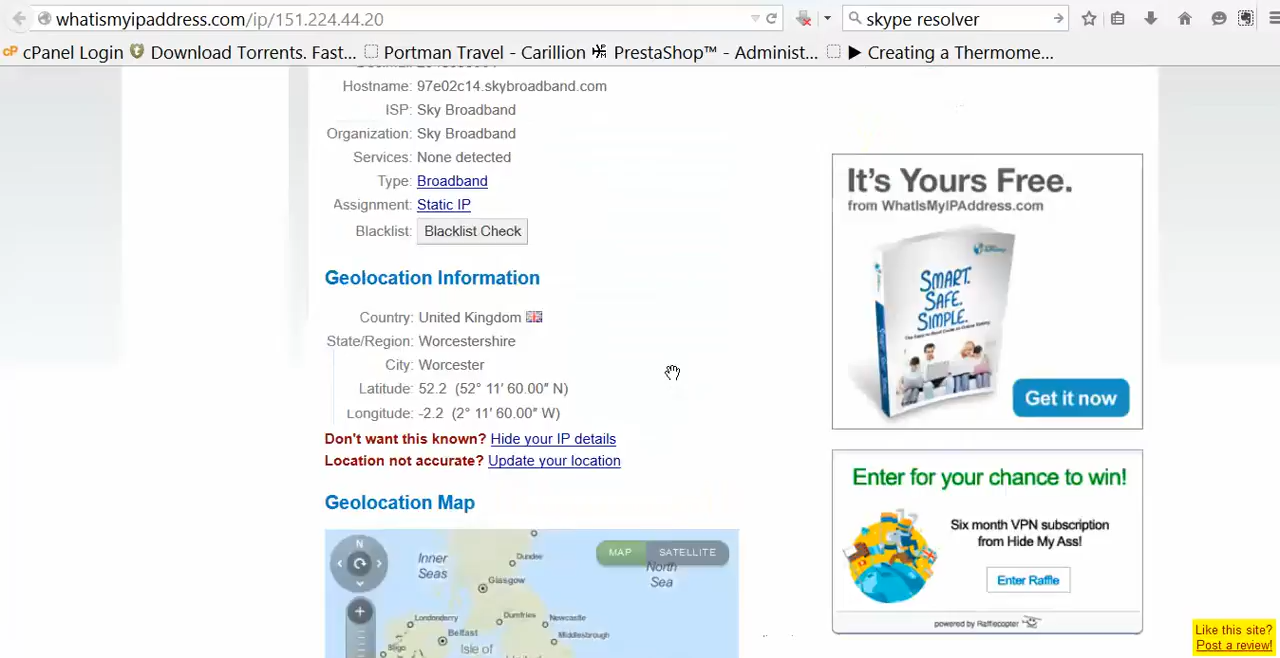 whatismyipaddress.com/ip/151.224.44.20
skype resolver
cP cPanel Login
Download Torrents. Fast...
Portman Travel - Carillion
PrestaShop™ - Administ...
Creating a Thermome...
Hostname: 97e02c14.skybroadband.com
ISP: Sky Broadband
Organization: Sky Broadband
Services: None detected
Type: Broadband
Assignment: Static IP
Blacklist: Blacklist Check
Geolocation Information
Country: United Kingdom
State/Region: Worcestershire
City: Worcester
Latitude: 52.2 (52° 11′ 60.00″ N)
Longitude: -2.2 (2° 11′ 60.00″ W)
Don't want this known? Hide your IP details
Location not accurate? Update your location
Geolocation Map
N
MAP
SATELLITE
Inner
Seas
Dundee
North
Sea
Glasgow
Londonderry
Dumfries
Newcastle
Belfast
Middlesbrough
Sligo
Isle of
It's Yours Free.
from WhatIsMyIPAddress.com
SMART.
SAFE.
SIMPLE.
Get it now
Enter for your chance to win!
Six month VPN subscription
from Hide My Ass!
Enter Raffle
powered by Rafflecopter
Like this site?
Post a review!